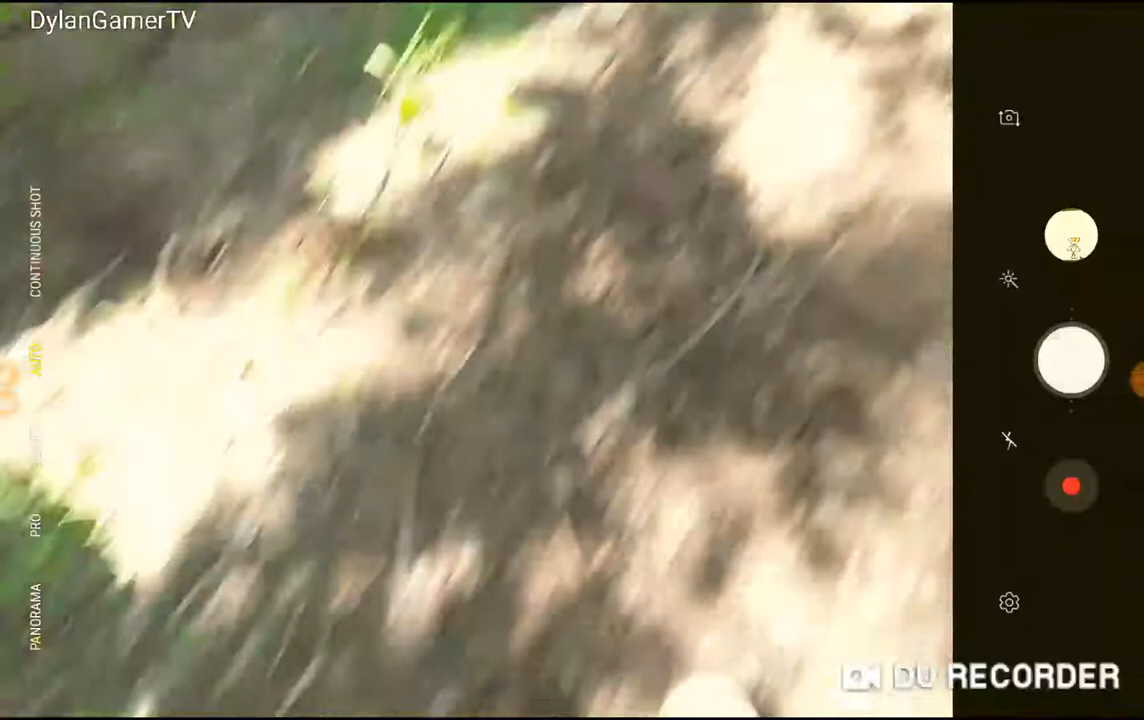 DylanGamerTV
CONTINUOUS SHOT
AUTO
PRO
PANORAMA
DU RECORDER